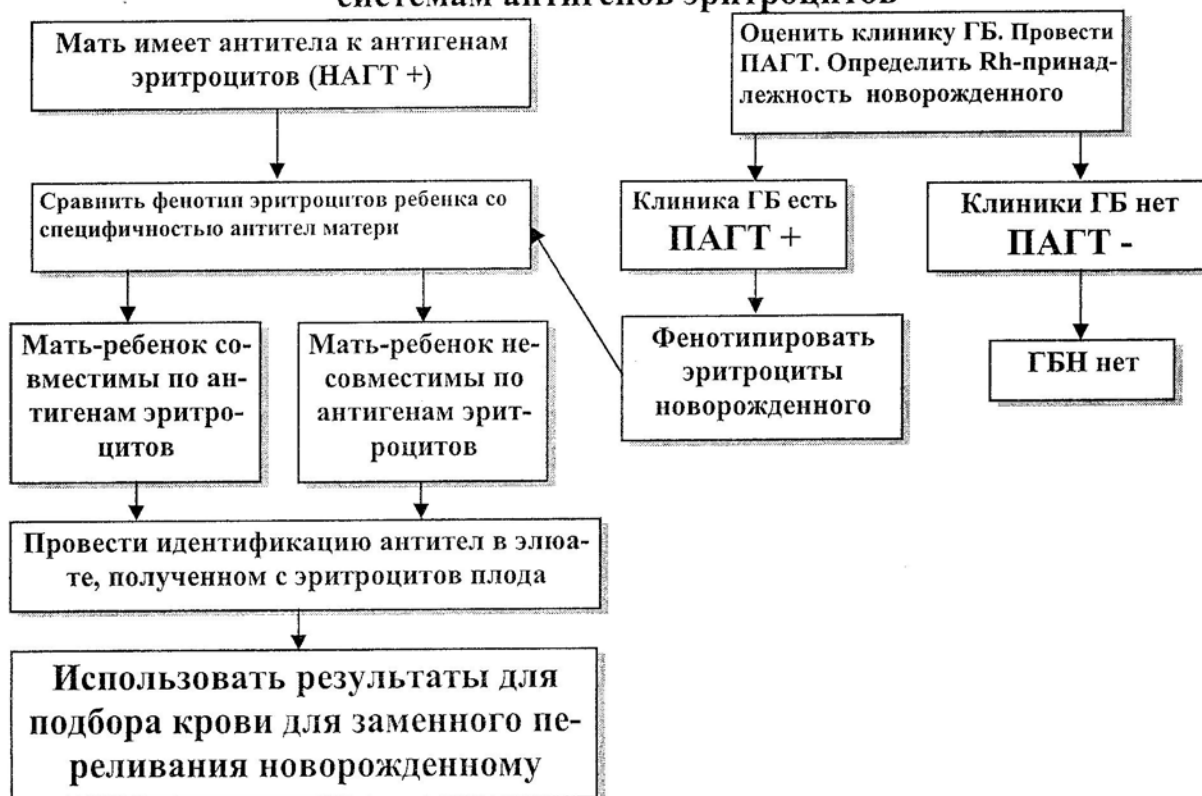 системам антигенов эритроцитов
Мать имеет антитела к антигенам
эритроцитов (НАГТ +)
Оценить клинику ГБ. Провести
ПАГТ. Определить Rh-принад-
лежность новорожденного
Сравнить фенотип эритроцитов ребенка со
специфичностью антител матери
Клиника ГБ есть
ПАГТ +
Клиники ГБ нет
ПАГТ -
Мать-ребенок со-
вместимы по ан-
тигенам эритро-
цитов
Мать-ребенок не-
совместимы по
антигенам эрит-
роцитов
Фенотипировать
эритроциты
новорожденного
ГБН нет
Провести идентификацию антител в элюа-
те, полученном с эритроцитов плода
Использовать результаты для
подбора крови для заменного пе-
реливания новорожденному